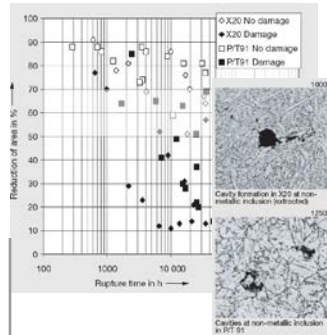 100
90
80
70
60
50
40
30
20
10
0
Reduction of area in %
100
1000
10 000
Rupture time in h
X20 No damage
X20 Damage
P/T91 No damage
P/T91 Damage
Cavity formation in X20 at non-
metallic inclusion (extracted)
Cavities at non-metallic inclusion
in P/T 91